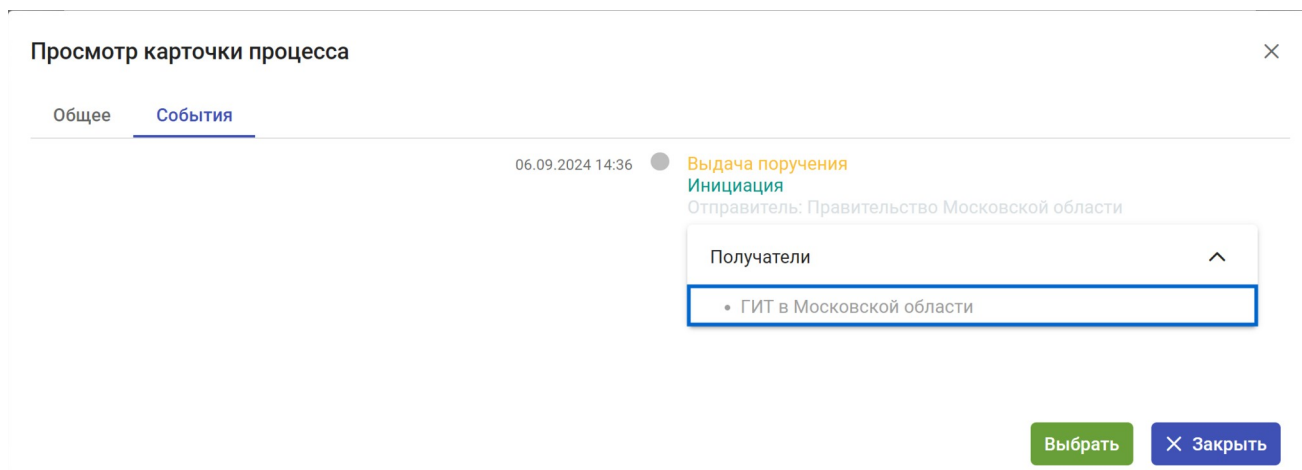 Просмотр карточки процесса
Общее События
06.09.2024 14:36 Выдача поручения
Инициация
Отправитель: Правительство Московской области
Получатели
• ГИТ в Московской области
Выбрать Закрыть